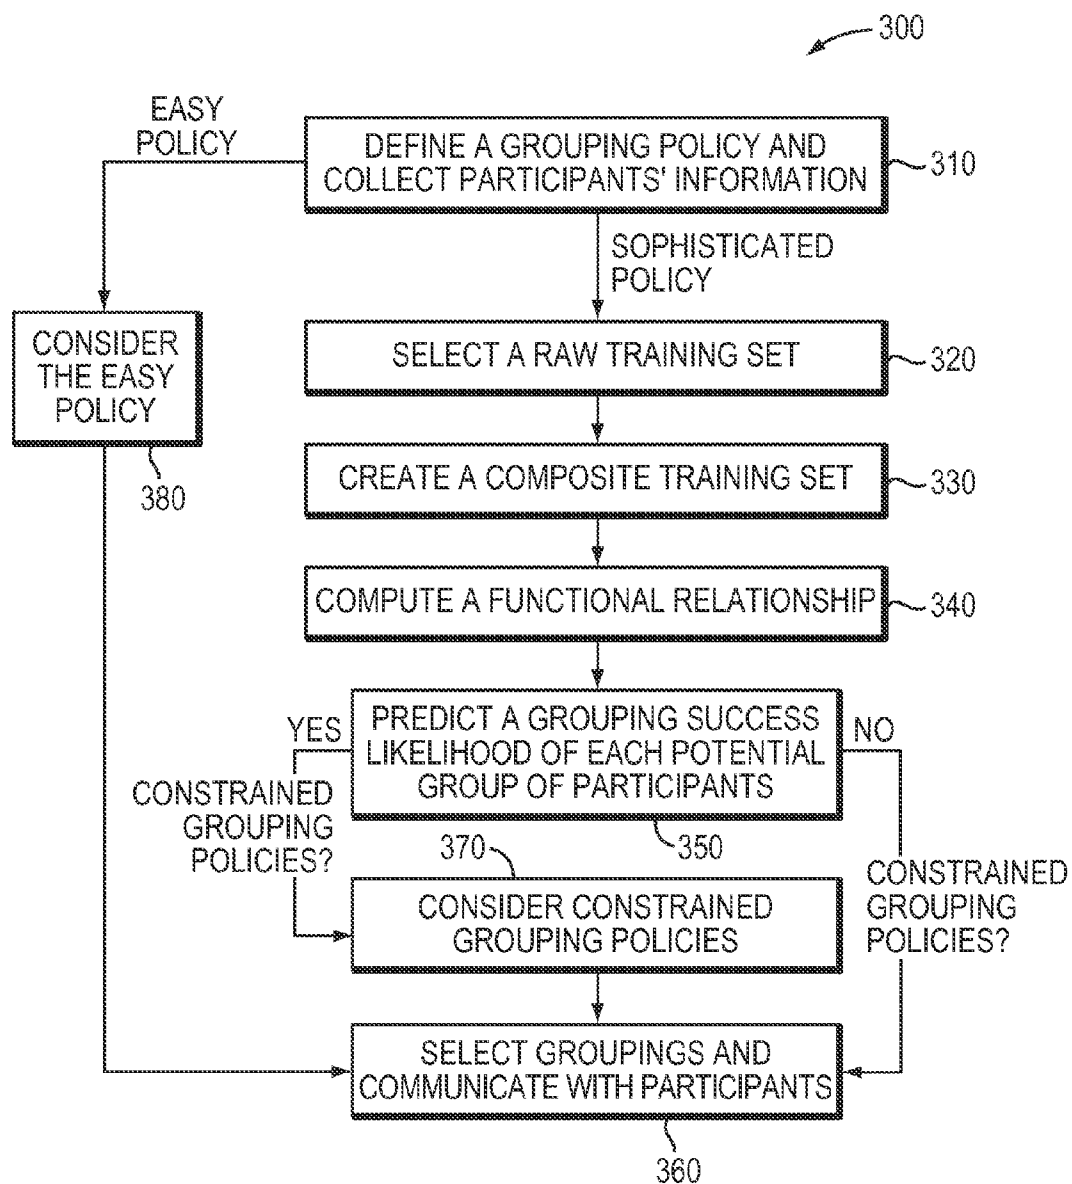 300
EASY
POLICY
DEFINE A GROUPING POLICY AND
COLLECT PARTICIPANTS' INFORMATION
310
SOPHISTICATED
POLICY
CONSIDER
THE EASY
POLICY
380
SELECT A RAW TRAINING SET
320
CREATE A COMPOSITE TRAINING SET
330
COMPUTE A FUNCTIONAL RELATIONSHIP
340
YES
PREDICT A GROUPING SUCCESS
LIKELIHOOD OF EACH POTENTIAL
GROUP OF PARTICIPANTS
NO
350
CONSTRAINED
GROUPING
POLICIES?
370
CONSIDER CONSTRAINED
GROUPING POLICIES
CONSTRAINED
GROUPING
POLICIES?
SELECT GROUPINGS AND
COMMUNICATE WITH PARTICIPANTS
360